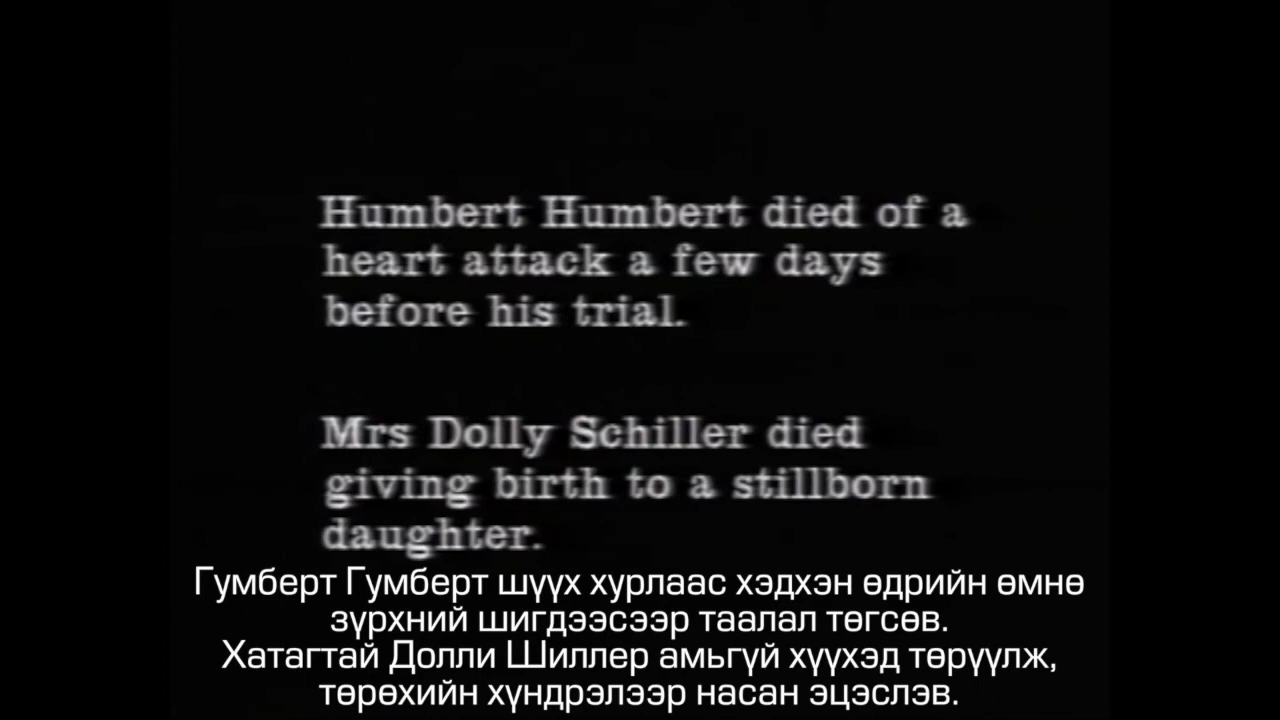 Humbert Humbert died of a
heart attack a few days
before his trial.
Mrs Dolly Schiller died
giving birth to a stillborn
daughter.
Гумберт Гумберт шүүх хурлаас хэдхэн өдрийн өмнө
зүрхний шигдээсээр таалал төгсөв.
Хатагтай Долли Шиллер амьгүй хүүхэд төрүүлж,
төрөхийн хүндрэлээр насан эцэслэв.